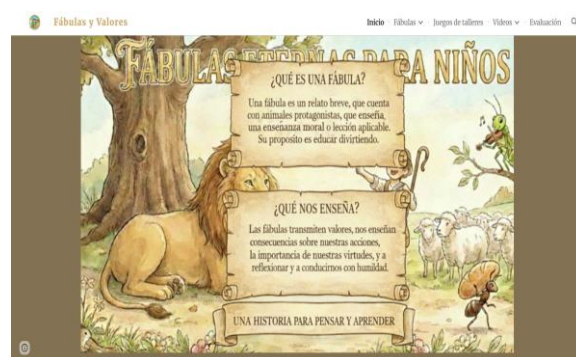 Fábulas y Valores
Inicio Fábulas Juegos de talleres Videos Evaluación
FÁBULAS ETERNAS PARA NIÑOS
¿QUÉ ES UNA FÁBULA?
Una fábula es un relato breve, que cuenta
con animales protagonistas, que enseña,
una enseñanza moral o lección aplicable.
Su proposito es educar divirtiendo.
¿QUÉ NOS ENSEÑA?
Las fábulas transmiten valores, nos enseñan
consecuencias sobre nuestras acciones,
la importancia de nuestras virtudes, y a
reflexionar y a conducirnos con humildad.
UNA HISTORIA PARA PENSAR Y APRENDER